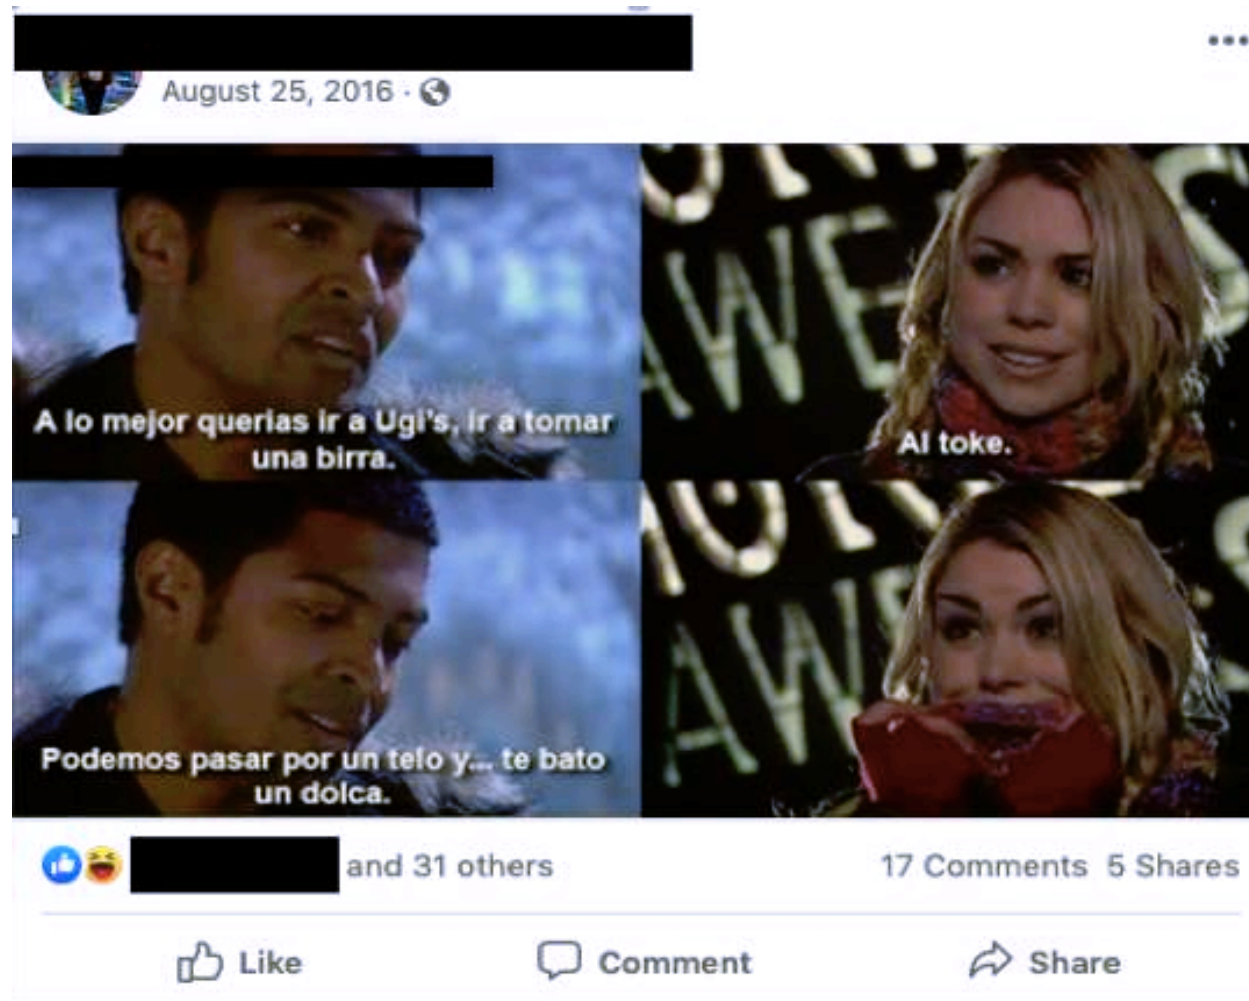 August 25, 2016
A lo mejor querias ir a Ugi's, ir a tomar
una birra.
Al toke.
Podemos pasar por un telo y... te bato
un dolca.
and 31 others
17 Comments 5 Shares
Like Comment Share